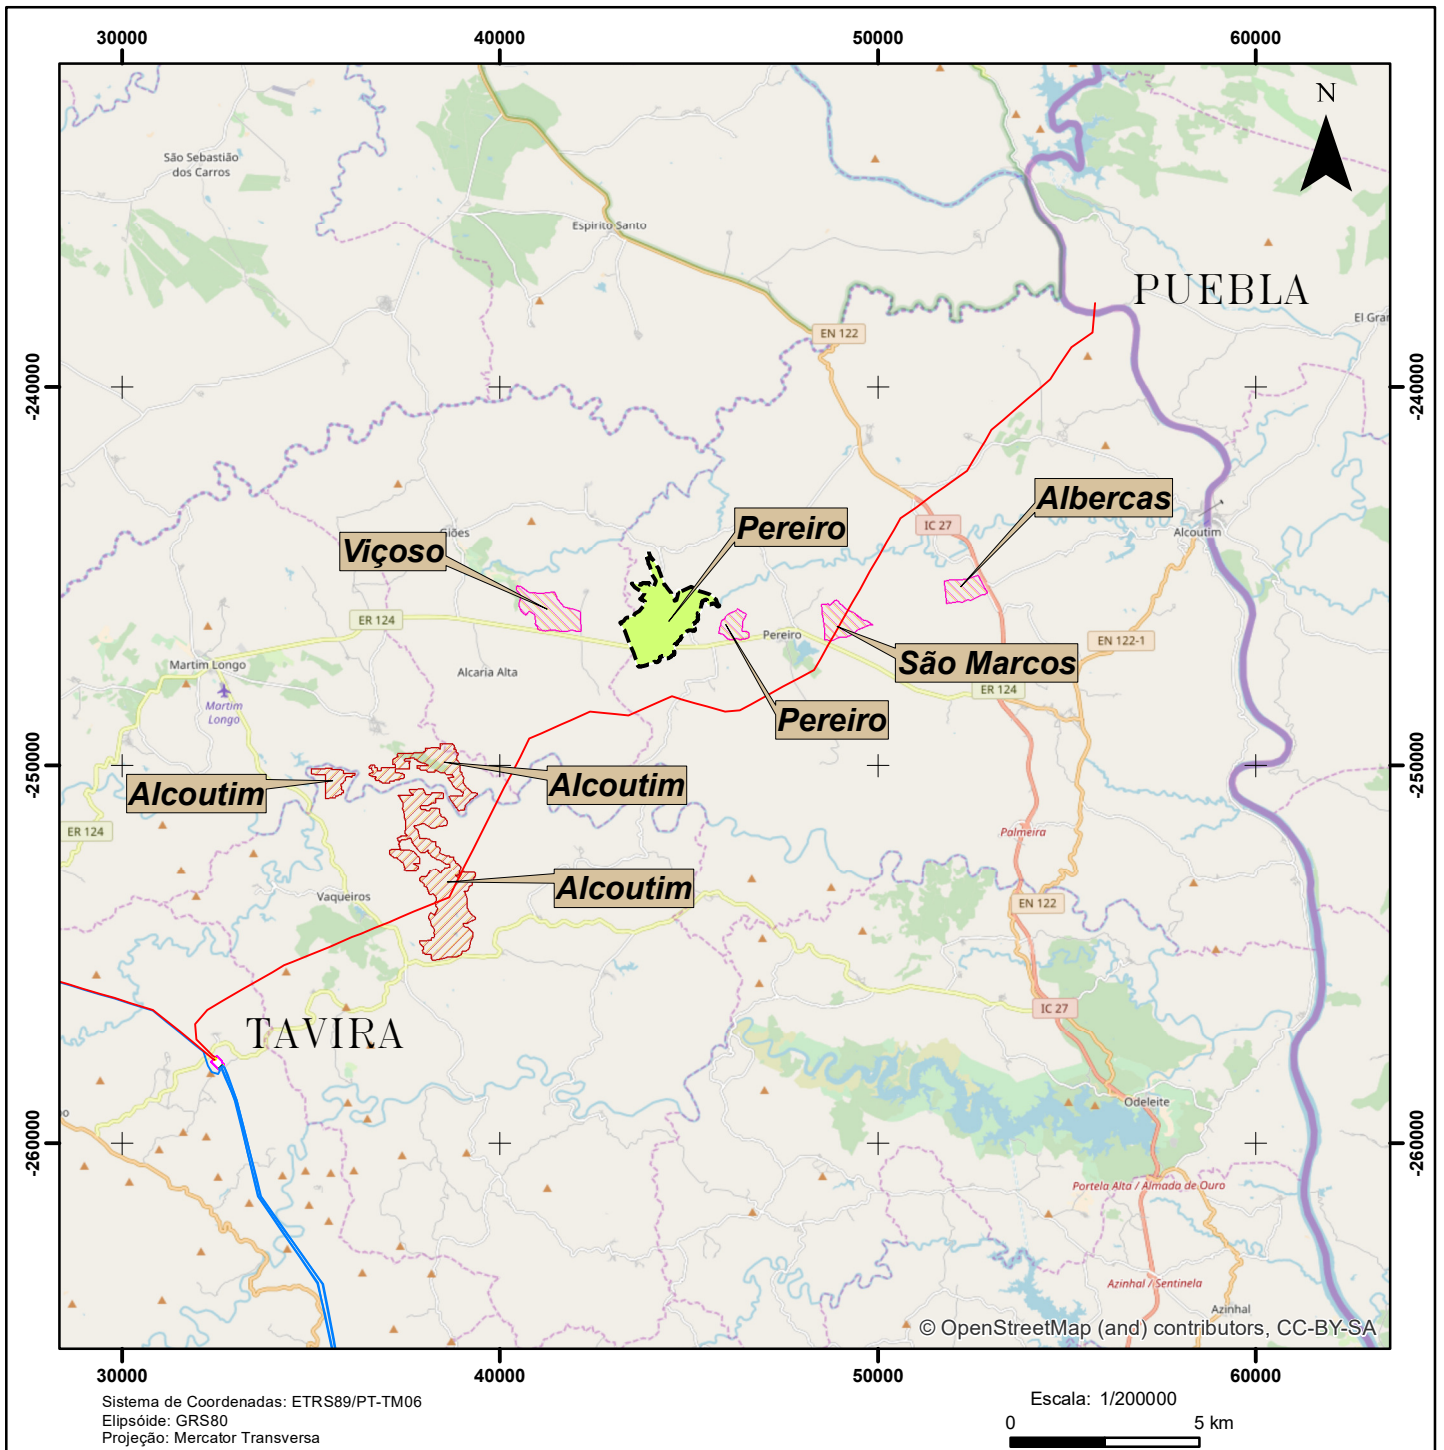 30000
40000
50000
60000
N
São Sebastião
dos Carros
Espírito Santo
PUEBLA
El Gra
EN 122
-240000
-240000
Albercas
Pereiro
IC 27
Giões
Alcoutim
Viçoso
ER 124
Pereiro
EN 122-1
Martim Longo
Alcaria Alta
São Marcos
ER 124
Martim
Longo
Pereiro
-250000
-250000
Alcoutim
Alcoutim
ER 124
Palmeira
Alcoutim
Vaqueiros
EN 122
IC 27
TAVIRA
Odeleite
-260000
-260000
Portela Alta / Almada de Ouro
Azinhal / Sentinela
Azinhal
© OpenStreetMap (and) contributors, CC-BY-SA
30000
40000
50000
60000
Sistema de Coordenadas: ETRS89/PT-TM06
Elipsóide: GRS80
Projeção: Mercator Transversa
Escala: 1/200000
0
5 km